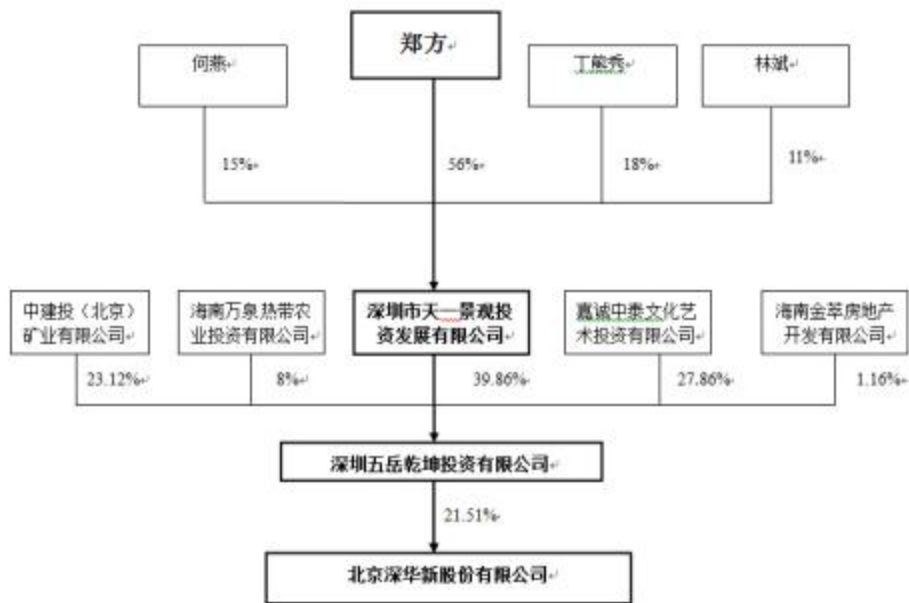 郑方
何燕
丁熊秀
林斌
15%
56%
18%
11%
中建投（北京）
矿业有限公司
海南万泉热带农
业投资有限公司
深圳市天一景观投
资发展有限公司
嘉诚中泰文化艺
术投资有限公司
海南金萃房地产
开发有限公司
23.12%
8%
39.86%
27.86%
1.16%
深圳五岳乾坤投资有限公司
21.51%
北京深华新股份有限公司